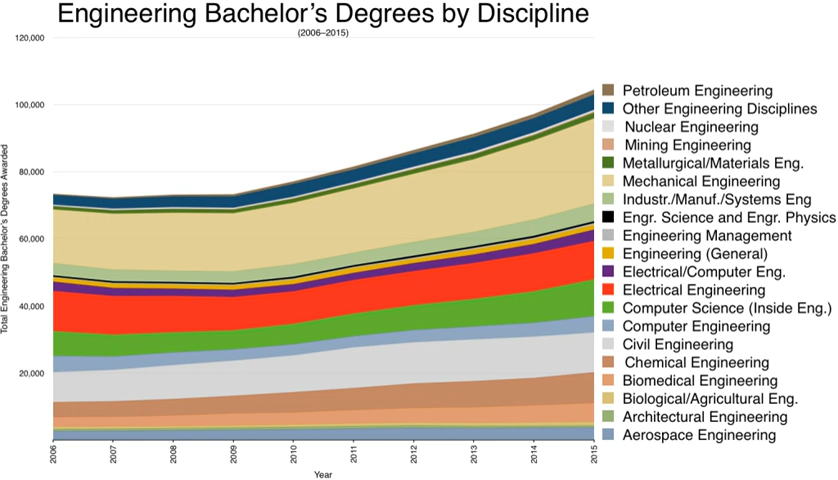 Engineering Bachelor’s Degrees by Discipline
(2006–2015)
Total Engineering Bachelor’s Degrees Awarded
120,000
100,000
80,000
60,000
40,000
20,000
2006
2007
2008
2009
2010
2011
2012
2013
2014
2015
Year
Petroleum Engineering
Other Engineering Disciplines
Nuclear Engineering
Mining Engineering
Metallurgical/Materials Eng.
Mechanical Engineering
Industr./Manuf./Systems Eng
Engr. Science and Engr. Physics
Engineering Management
Engineering (General)
Electrical/Computer Eng.
Electrical Engineering
Computer Science (Inside Eng.)
Computer Engineering
Civil Engineering
Chemical Engineering
Biomedical Engineering
Biological/Agricultural Eng.
Architectural Engineering
Aerospace Engineering